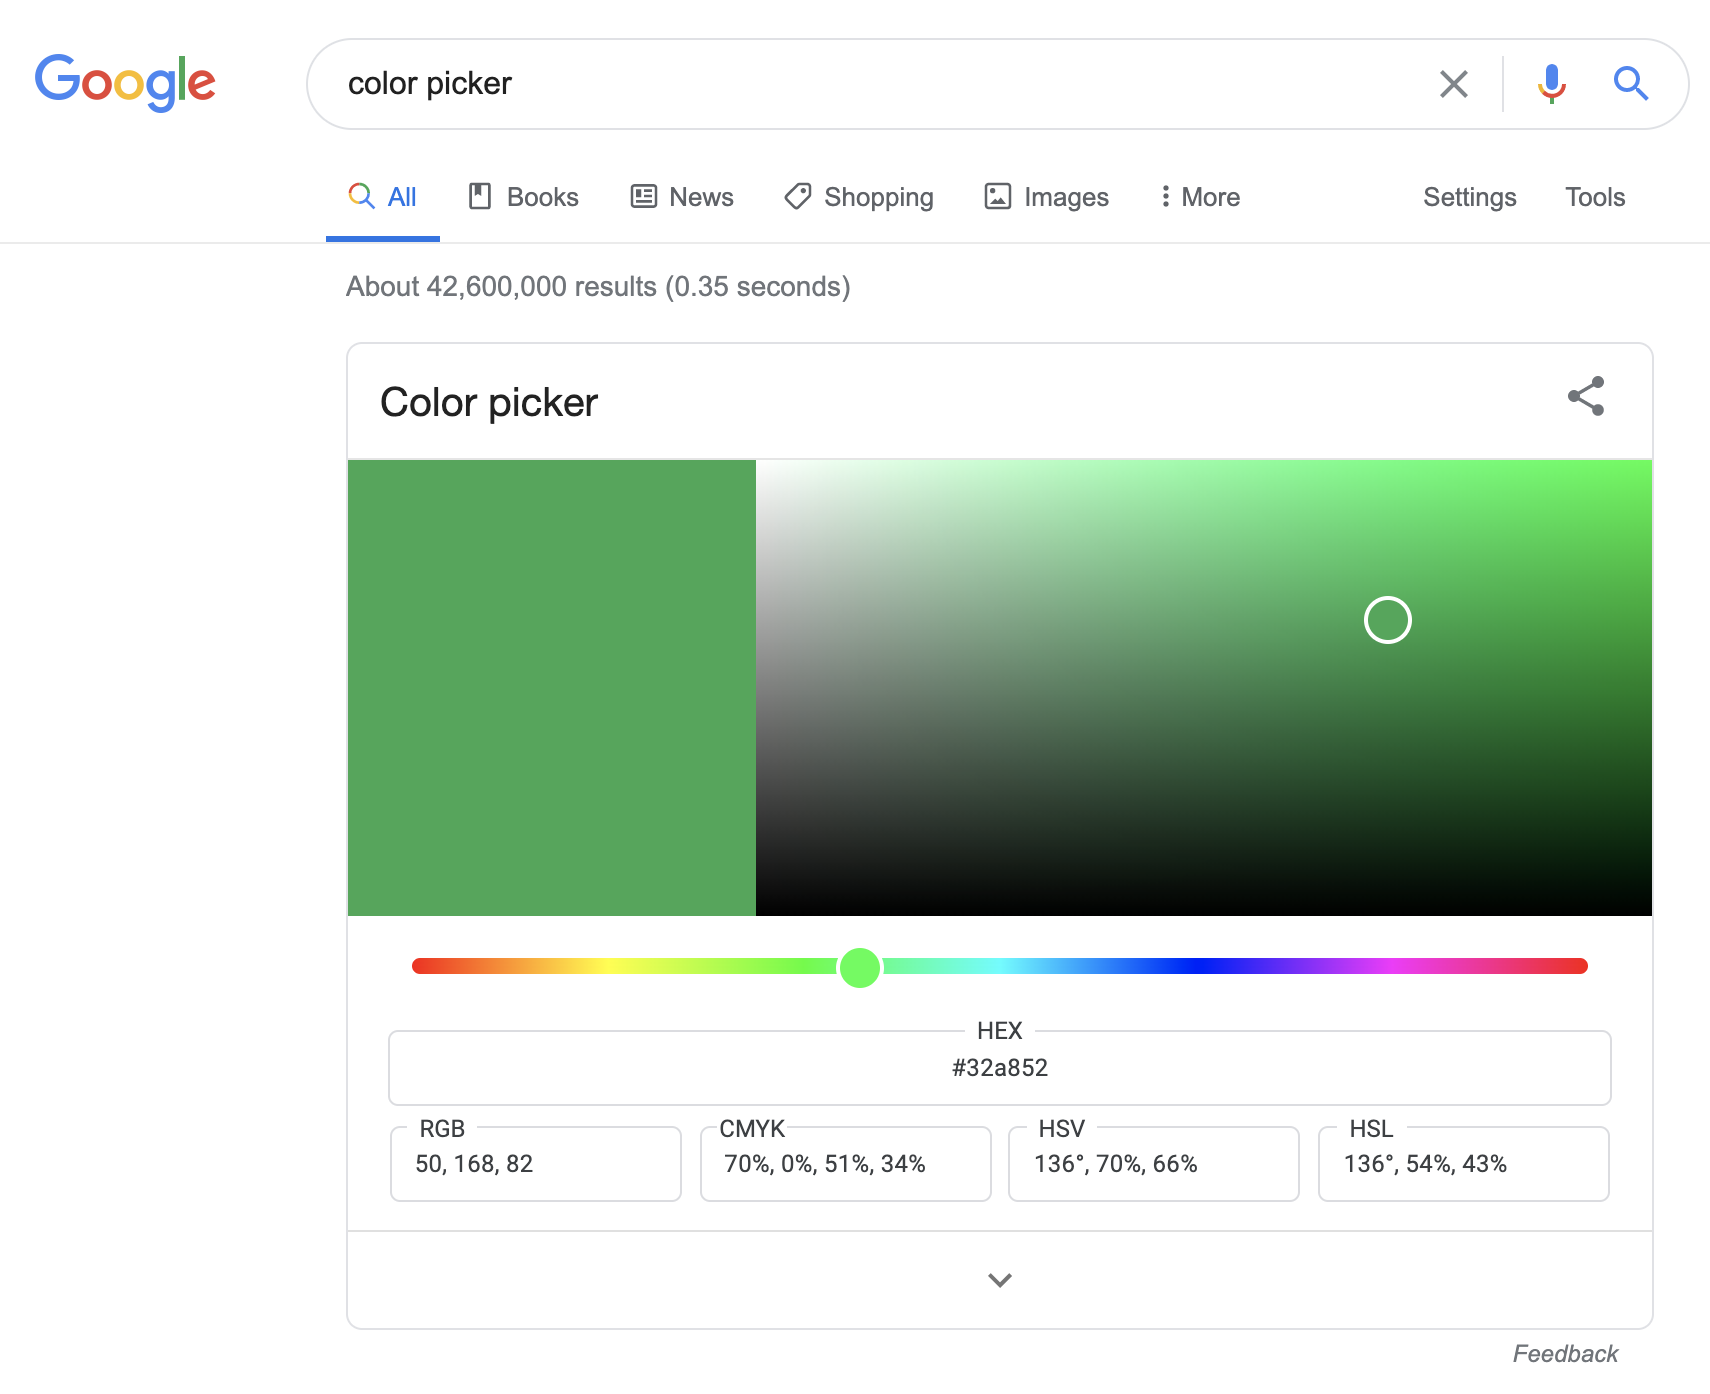 Google
color picker
All Books News Shopping Images More Settings Tools
About 42,600,000 results (0.35 seconds)
Color picker
HEX
#32a852
RGB CMYK HSV HSL
50, 168, 82 70%, 0%, 51%, 34% 136°, 70%, 66% 136°, 54%, 43%
Feedback